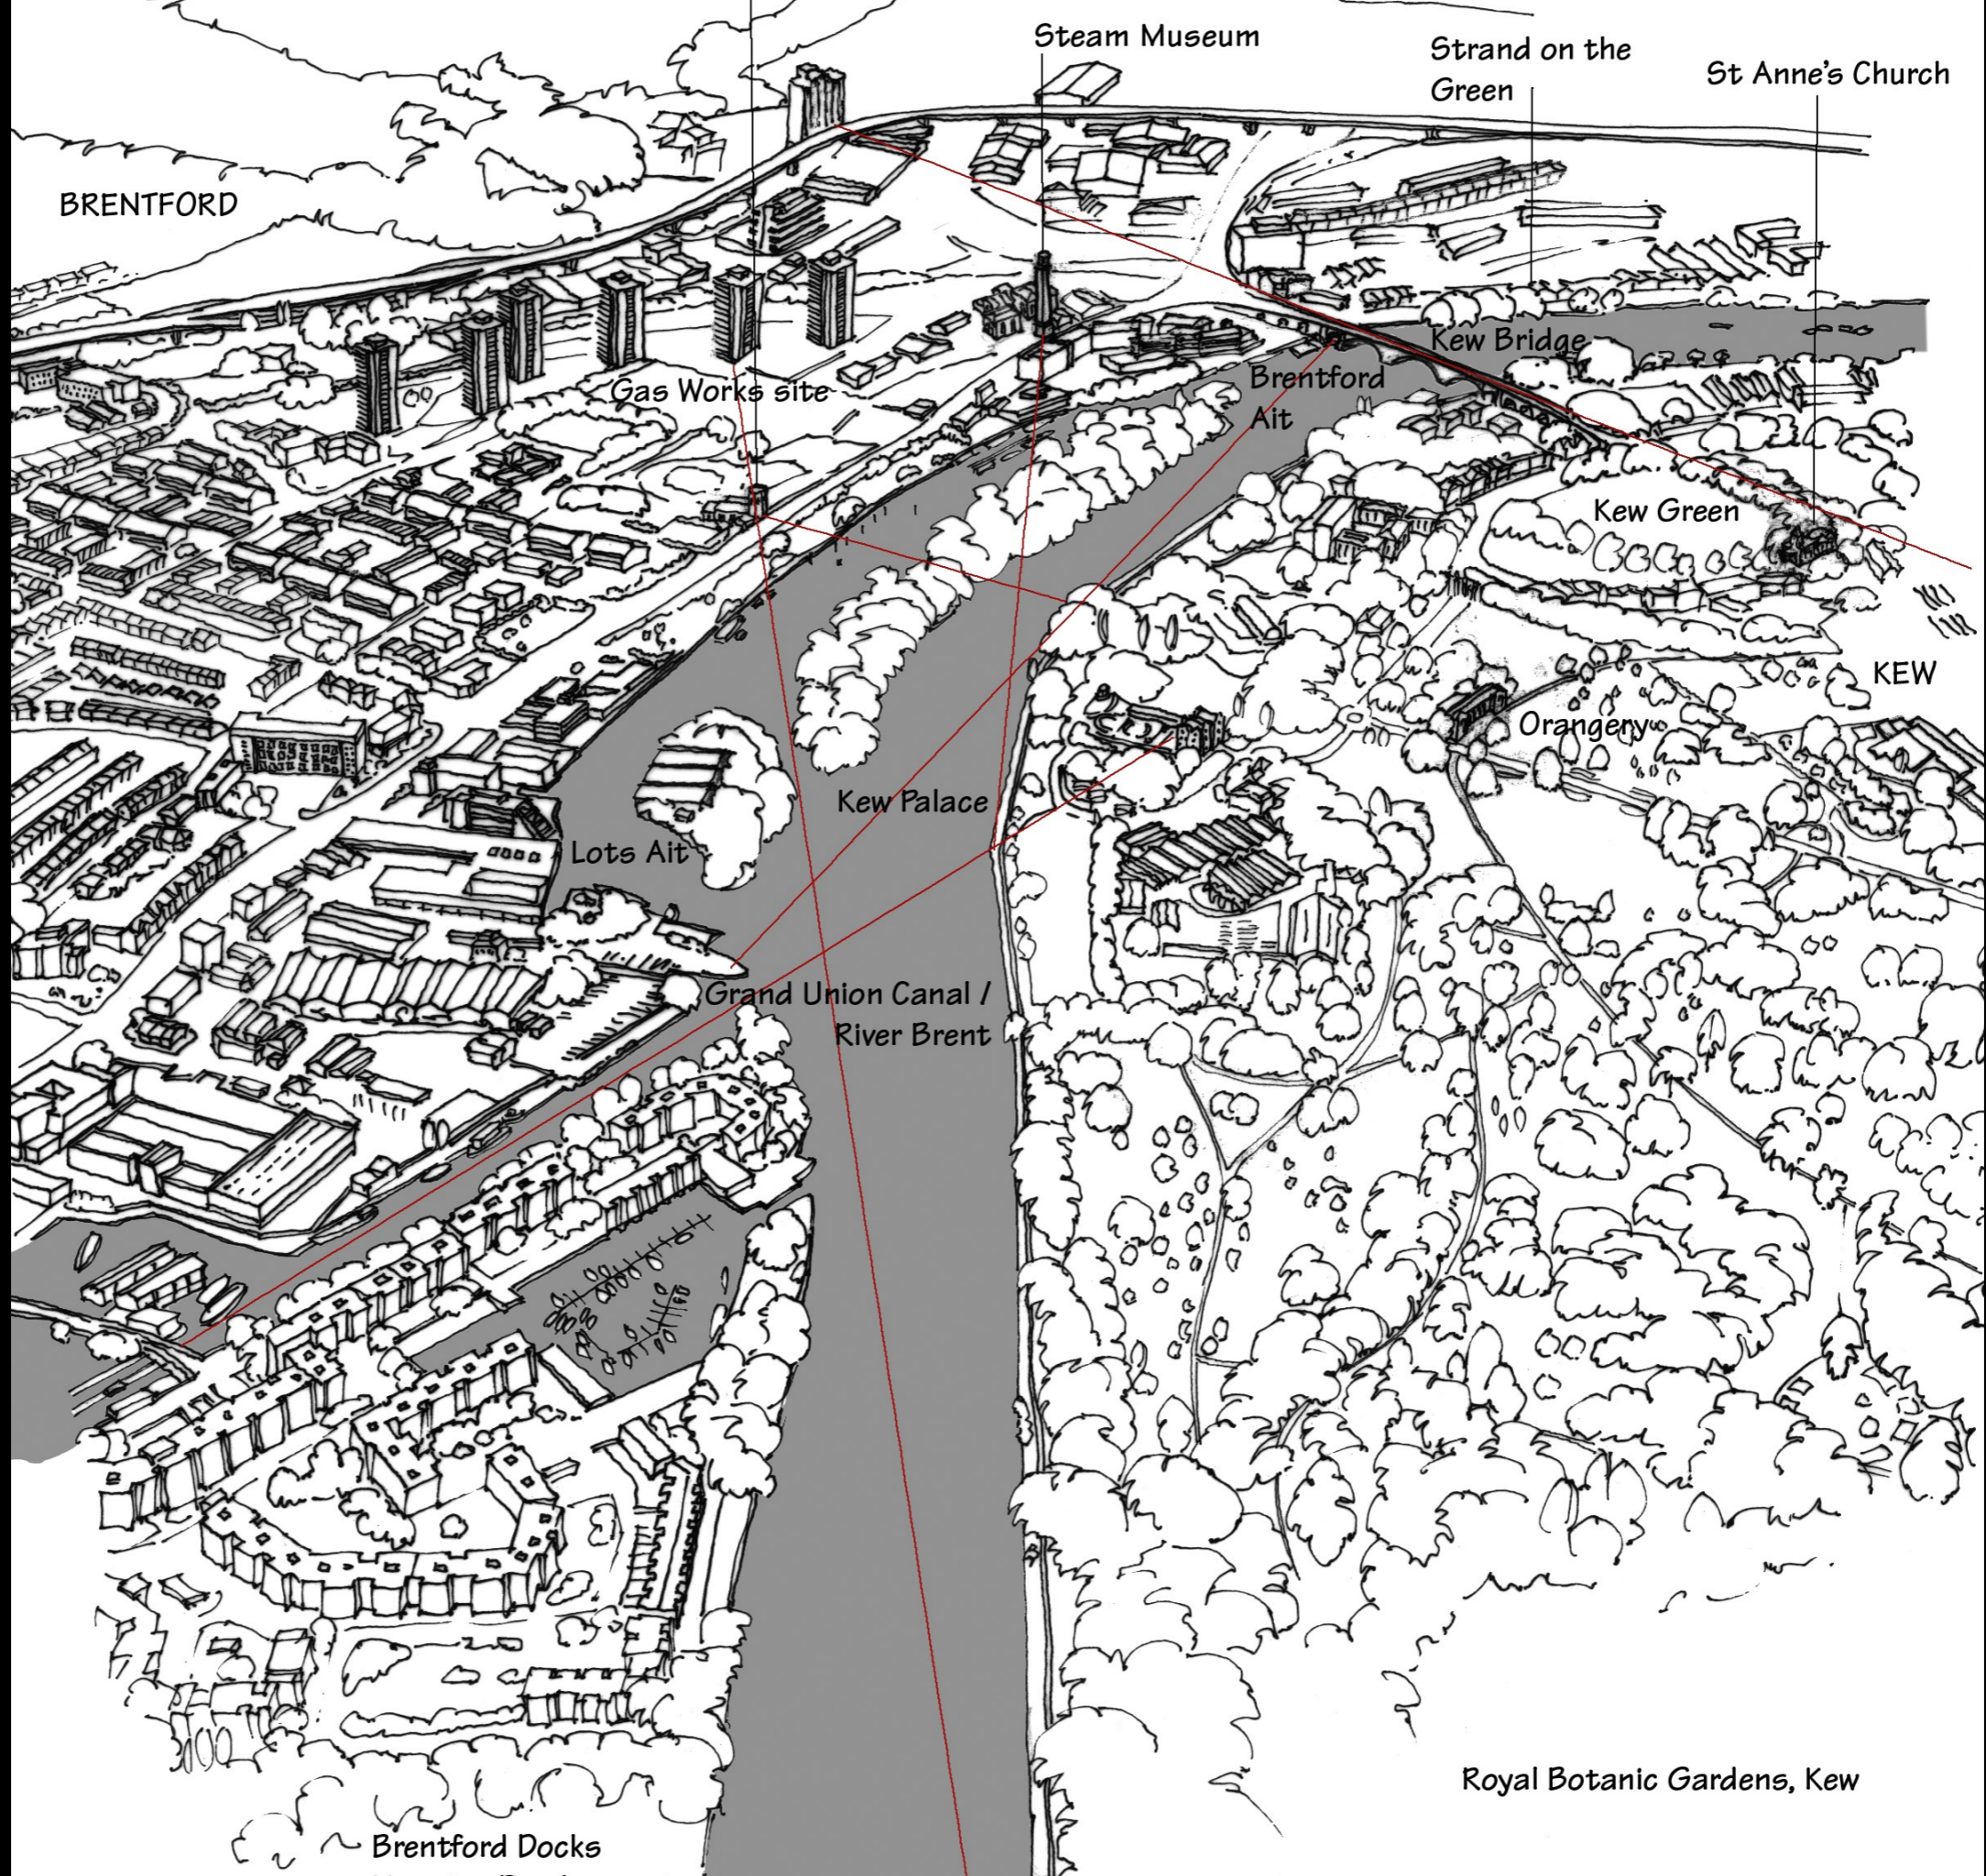 Steam Museum
Strand on the
Green
St Anne's Church
BRENTFORD
Kew Bridge
Brentford
Ait
Gas Works site
Kew Green
KEW
Orangery
Kew Palace
Lots Ait
Grand Union Canal /
River Brent
Royal Botanic Gardens, Kew
Brentford Docks